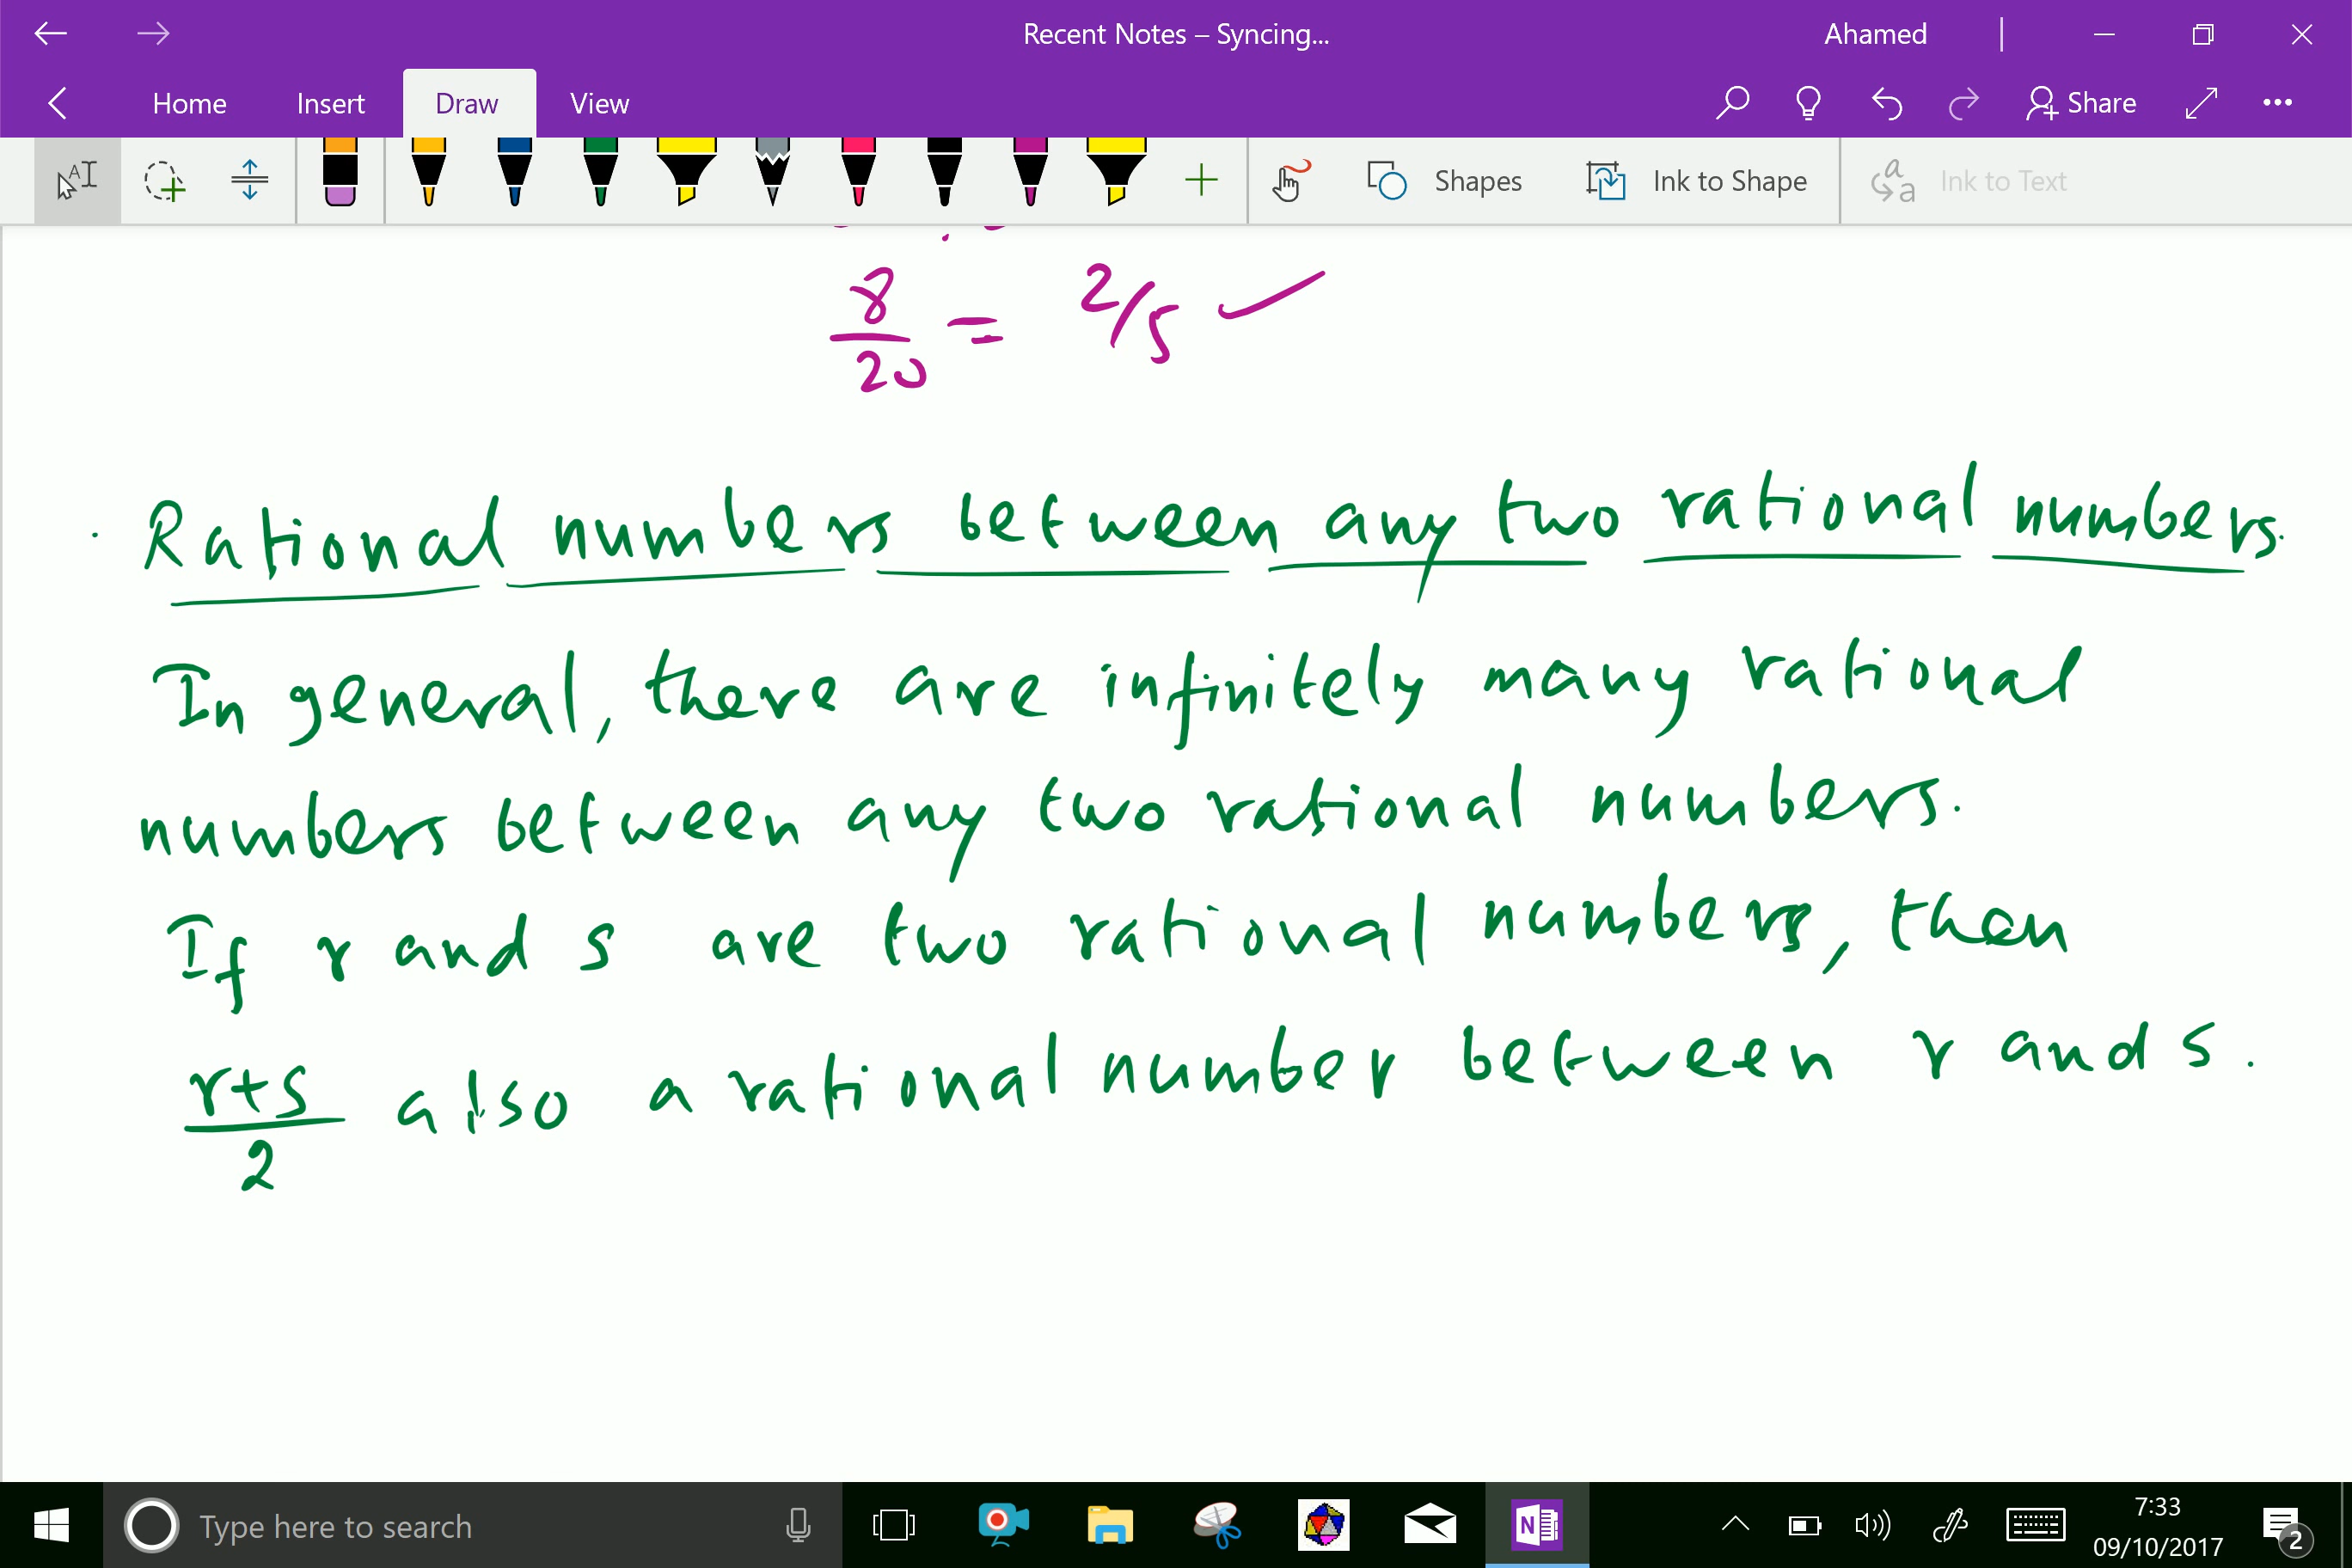 Recent Notes – Syncing...
Ahamed
Home Insert Draw View
Share
Shapes
Ink to Shape
Ink to Text
8/20 = 2/5
Rational numbers between any two rational numbers.
In general, there are infinitely many rational
numbers between any two rational numbers.
If r and s are two rational numbers, then
r+s/2 also a rational number between r and s.
Type here to search
7:33
09/10/2017
2